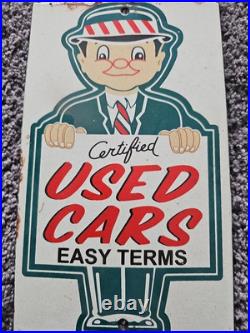 Certified
USED
CARS
EASY TERMS